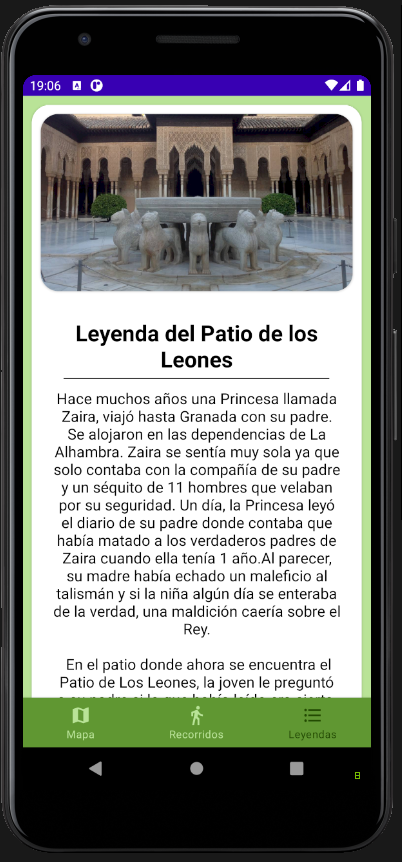 19:06
Leyenda del Patio de los
Leones
Hace muchos años una Princesa llamada
Zaira, viajó hasta Granada con su padre.
Se alojaron en las dependencias de La
Alhambra. Zaira se sentía muy sola ya que
solo contaba con la compañía de su padre
y un séquito de 11 hombres que velaban
por su seguridad. Un día, la Princesa leyó
el diario de su padre donde contaba que
había matado a los verdaderos padres de
Zaira cuando ella tenía 1 año.Al parecer,
su madre había echado un maleficio al
talismán y si la niña algún día se enteraba
de la verdad, una maldición caería sobre el
Rey.
En el patio donde ahora se encuentra el
Patio de Los Leones, la joven le preguntó
Mapa
Recorridos
Leyendas